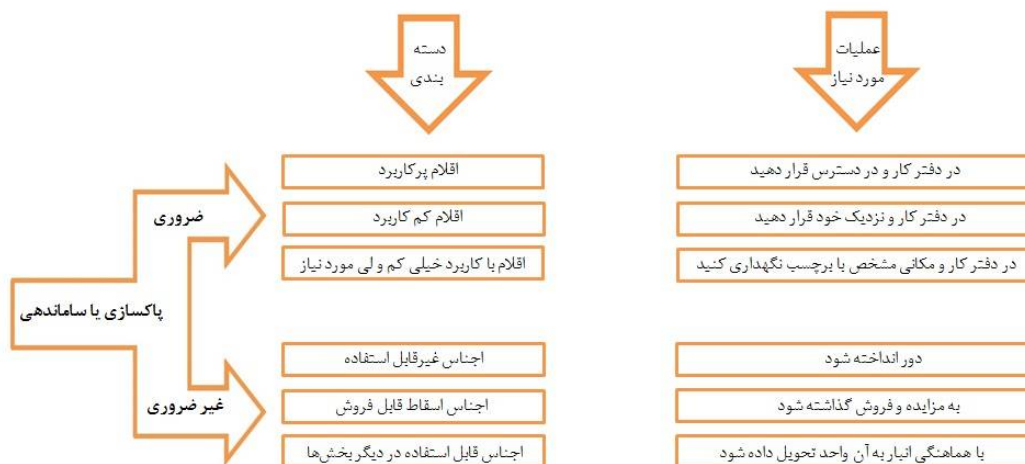 عملیات
مورد نیاز
دسته
بندی
اقلام پرکاربرد
در دفتر کار و در دسترس قرار دهید
ضروری
اقلام کم کاربرد
در دفتر کار و نزدیک خود قرار دهید
اقلام با کاربرد خیلی کم و لی مورد نیاز
در دفتر کار و مکانی مشخص با برچسب نگهداری کنید
پاکسازی یا ساماندهی
اجناس غیرقابل استفاده
دور انداخته شود
غیر ضروری
اجناس اسقاط قابل فروش
به مزایده و فروش گذاشته شود
اجناس قابل استفاده در دیگر بخش‌ها
با هماهنگی انبار به آن واحد تحویل داده شود